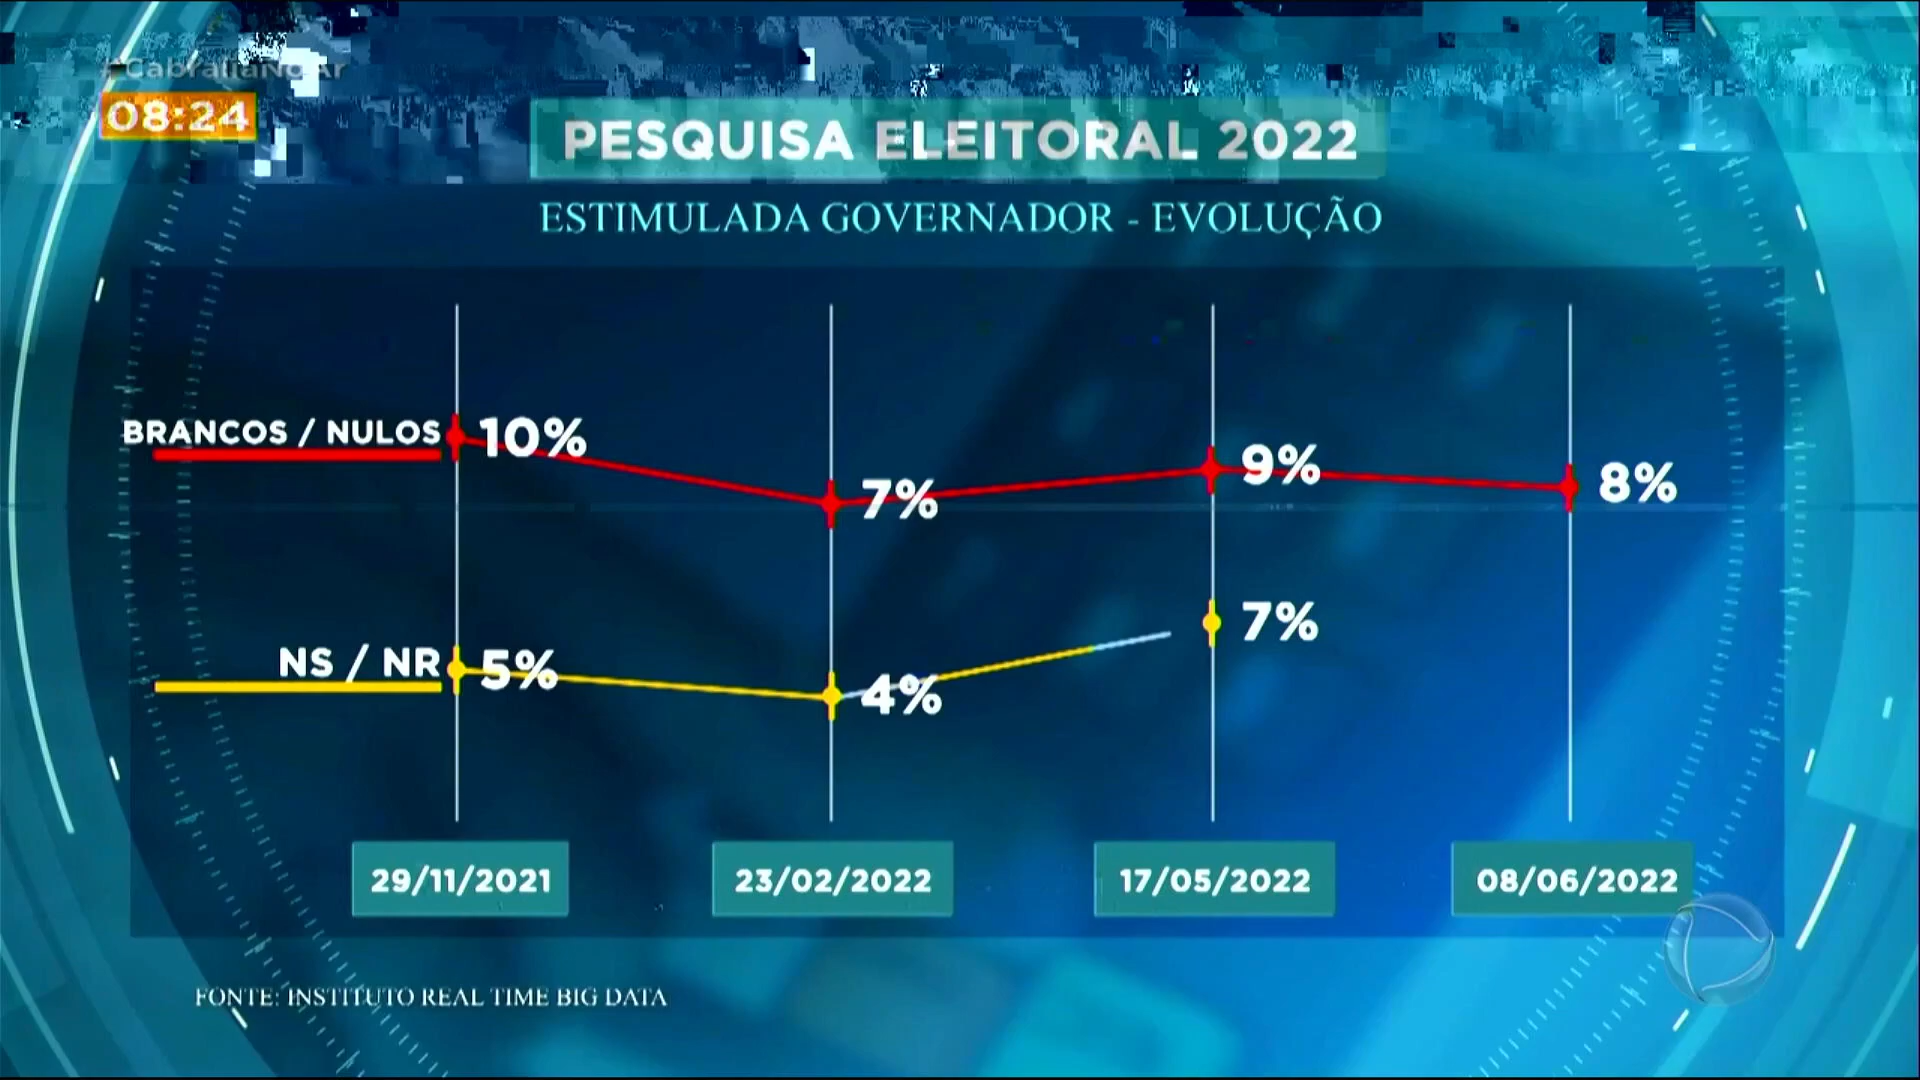 #CabraliaNoAr
08:24
PESQUISA ELEITORAL 2022
ESTIMULADA GOVERNADOR - EVOLUÇÃO
BRANCOS / NULOS
10%
7%
9%
8%
NS / NR
5%
4%
7%
29/11/2021
23/02/2022
17/05/2022
08/06/2022
FONTE: INSTITUTO REAL TIME BIG DATA